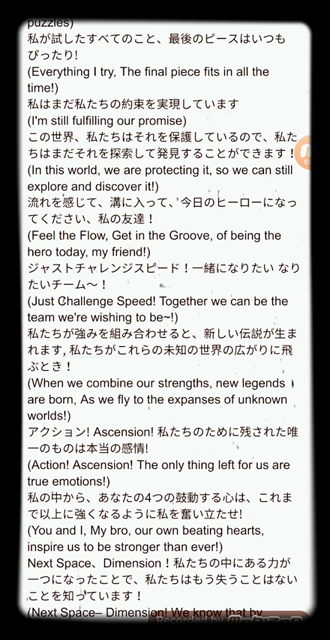 puzzles)
私が試したすべてのこと、最後のピースはいつも
ぴったり!
(Everything I try, The final piece fits in all the
time!)
私はまだ私たちの約束を実現しています
(I'm still fulfilling our promise)
この世界、私たちはそれを保護しているので、私た
ちはまだそれを探索して発見することができます！
(In this world, we are protecting it, so we can still
explore and discover it!)
流れを感じて、溝に入って、今日のヒーローになっ
てください、私の友達！
(Feel the Flow, Get in the Groove, of being the
hero today, my friend!)
ジャストチャレンジスピード！一緒になりたい なり
たいチーム〜！
(Just Challenge Speed! Together we can be the
team we're wishing to be~!)
私たちが強みを組み合わせると、新しい伝説が生ま
れます, 私たちがこれらの未知の世界の広がりに飛
ぶとき！
(When we combine our strengths, new legends
are born, As we fly to the expanses of unknown
worlds!)
アクション! Ascension! 私たちのために残された唯
一のものは本当の感情!
(Action! Ascension! The only thing left for us are
true emotions!)
私の中から、あなたの4つの鼓動する心は、これま
で以上に強くなるように私を奮い立たせ!
(You and I, My bro, our own beating hearts,
inspire us to be stronger than ever!)
Next Space、Dimension！私たちの中にある力が
一つになったことで、私たちはもう失うことはない
ことを知っています！
(Next Space– Dimension! We know that by